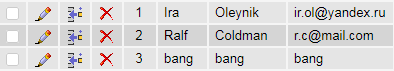 1 Ira Oleynik ir.ol@yandex.ru
2 Ralf Coldman r.c@mail.com
3 bang bang bang